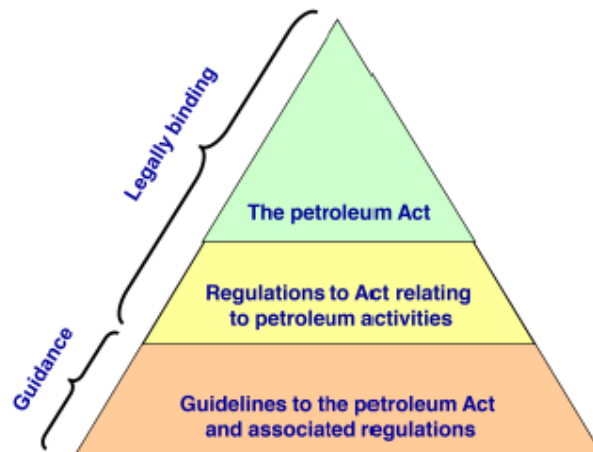 Legally binding
The petroleum Act
Regulations to Act relating
to petroleum activities
Guidance
Guidelines to the petroleum Act
and associated regulations